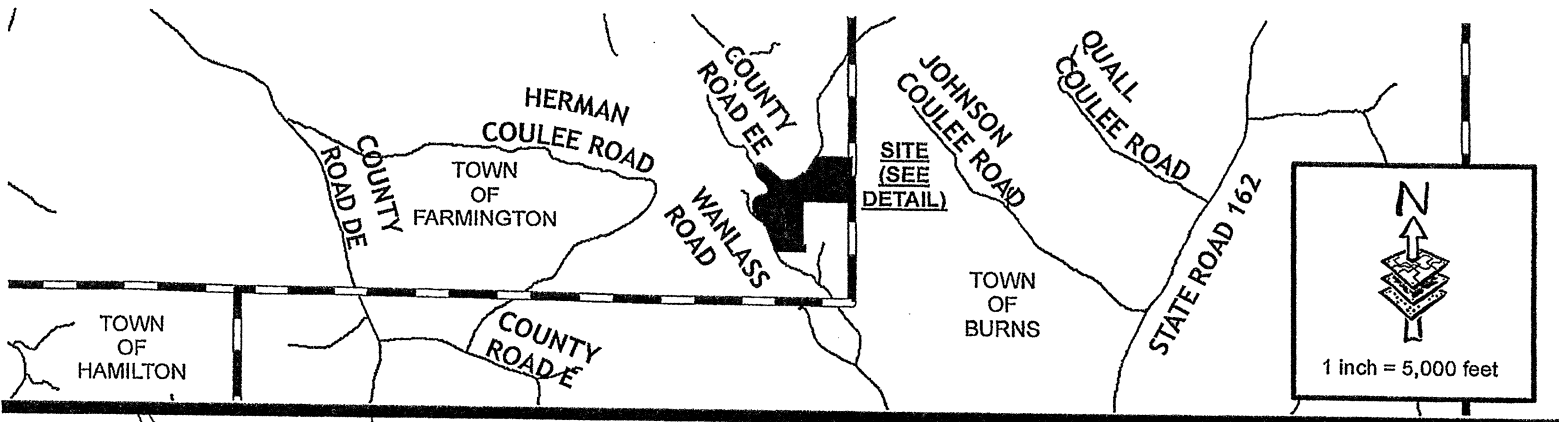 HERMAN
COULEE ROAD
COUNTY
ROAD EE
JOHNSON
COULEE ROAD
QUALL
COULEE ROAD
COUNTY
ROAD DE
TOWN
OF
FARMINGTON
SITE
(SEE
DETAIL)
WANLASS
ROAD
STATE ROAD 162
TOWN
OF
BURNS
TOWN
OF
HAMILTON
COUNTY
ROAD E
N
1 inch = 5,000 feet